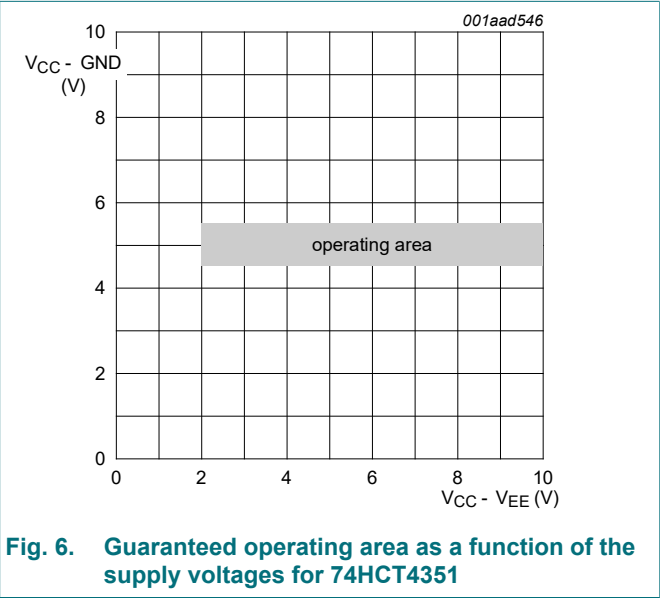 001aad546
10
VCC - GND
(V)
8
6
operating area
4
2
0
0 2 4 6 8 10
VCC - VEE (V)
Fig. 6. Guaranteed operating area as a function of the
supply voltages for 74HCT4351